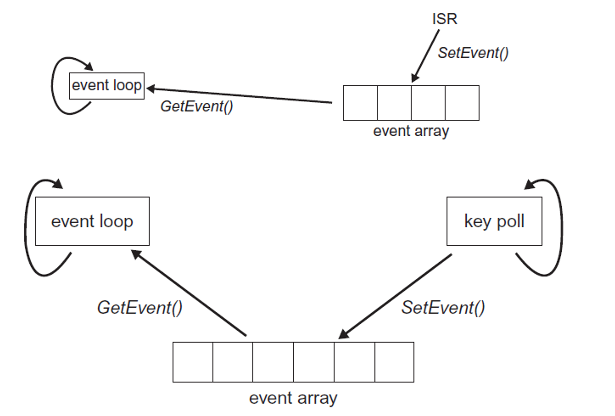 ISR
SetEvent()
event loop
GetEvent()
event array
event loop
key poll
GetEvent()
SetEvent()
event array